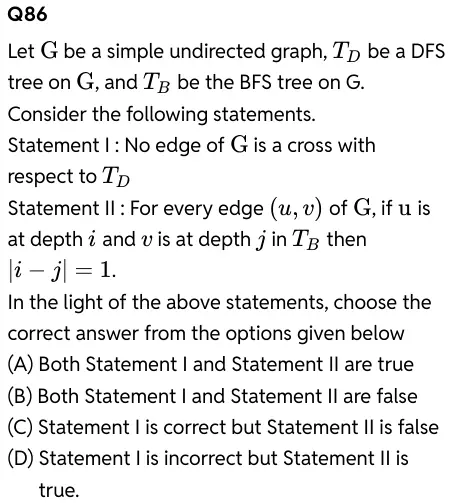 Q86
Let G be a simple undirected graph, T_D be a DFS
tree on G, and T_B be the BFS tree on G.
Consider the following statements.
Statement I : No edge of G is a cross with
respect to T_D
Statement II : For every edge (u, v) of G, if u is
at depth i and v is at depth j in T_B then
|i − j| = 1.
In the light of the above statements, choose the
correct answer from the options given below
(A) Both Statement I and Statement II are true
(B) Both Statement I and Statement II are false
(C) Statement I is correct but Statement II is false
(D) Statement I is incorrect but Statement II is
true.